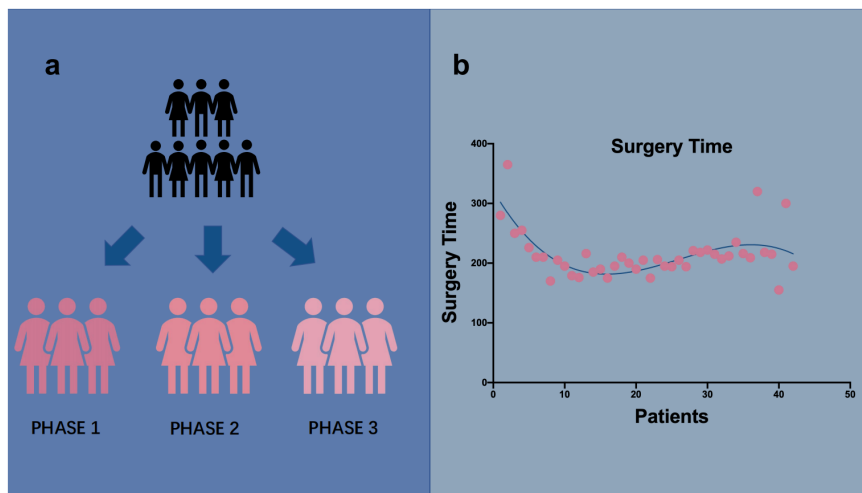 a
PHASE 1
PHASE 2
PHASE 3
b
Surgery Time
Surgery Time
400
300
200
100
0
0
10
20
30
40
50
Patients